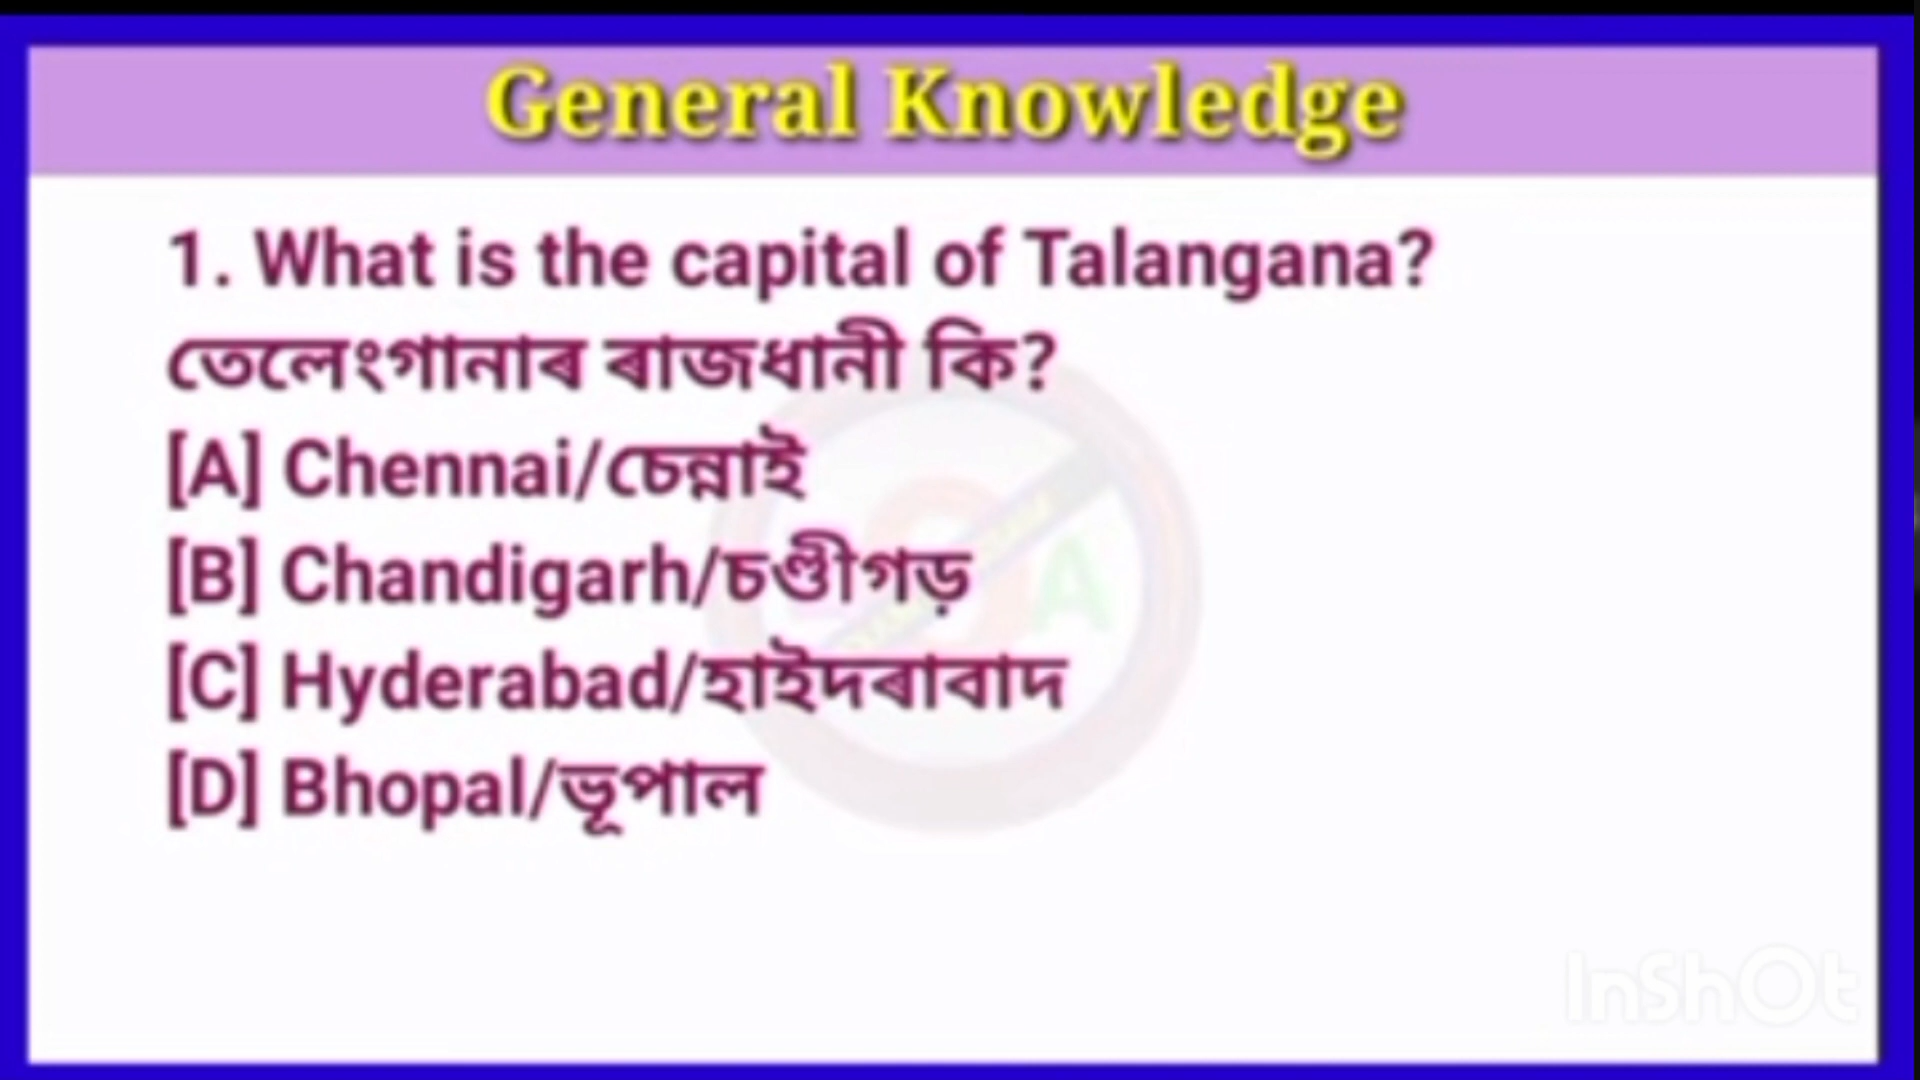 General Knowledge
1. What is the capital of Talangana?
তেলেংগানাৰ ৰাজধানী কি?
[A] Chennai/চেন্নাই
[B] Chandigarh/চণ্ডীগড়
[C] Hyderabad/হাইদৰাবাদ
[D] Bhopal/ভূপাল
InShOt